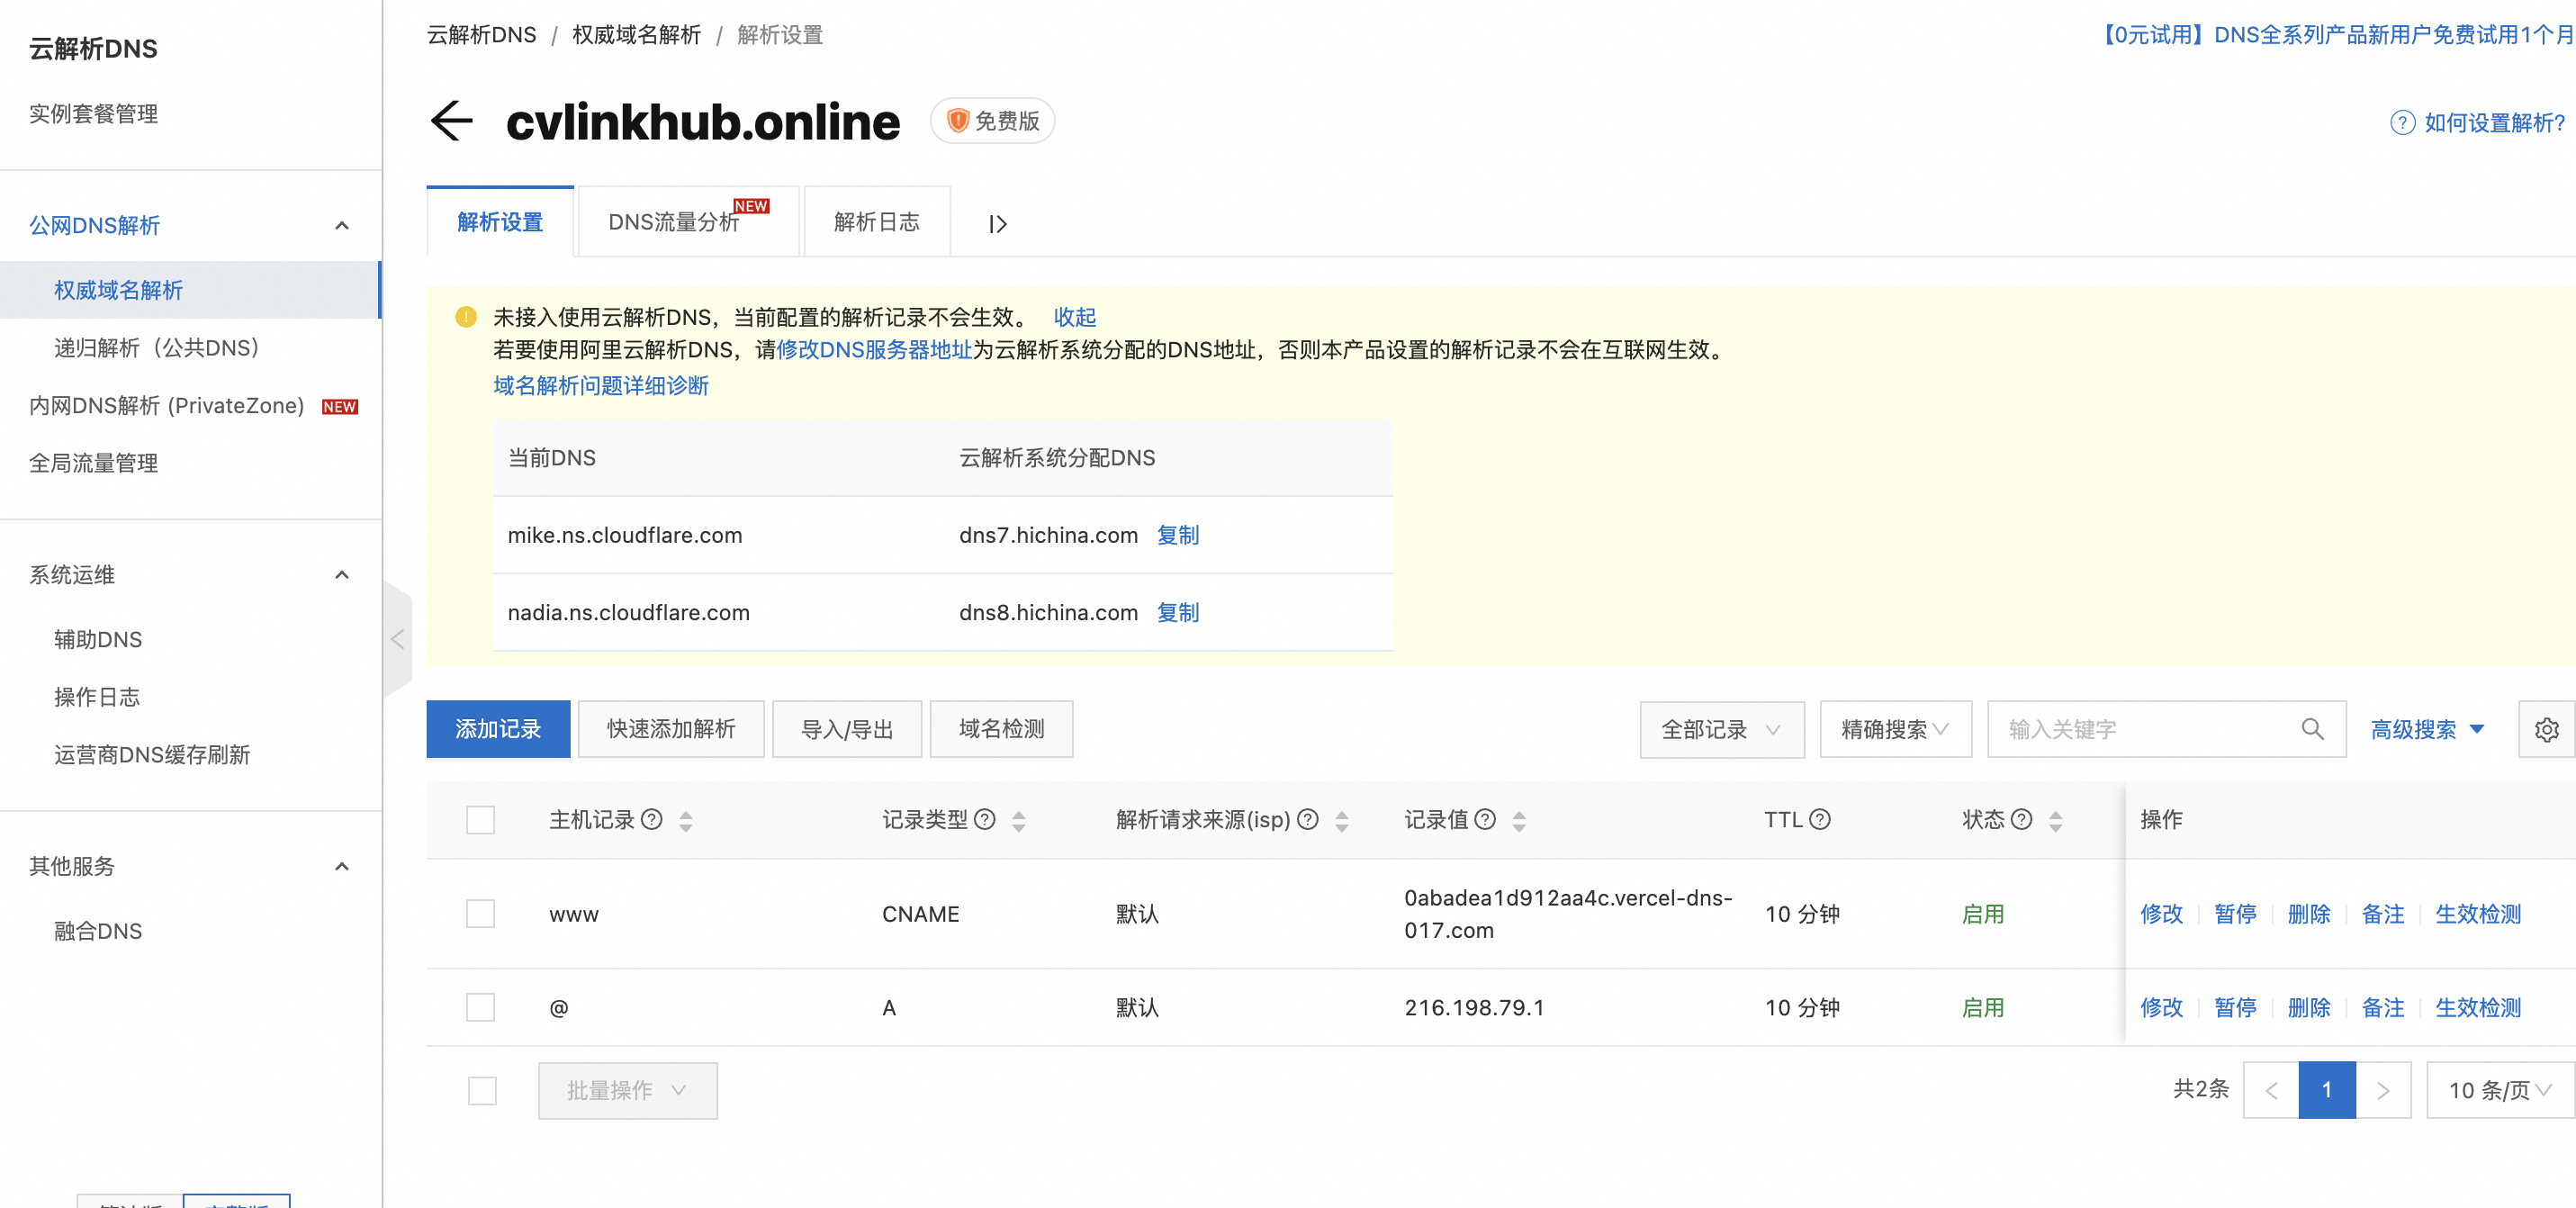 云解析DNS
实例套餐管理
公网DNS解析
权威域名解析
递归解析（公共DNS）
内网DNS解析 (PrivateZone) NEW
全局流量管理
系统运维
辅助DNS
操作日志
运营商DNS缓存刷新
其他服务
融合DNS
云解析DNS / 权威域名解析 / 解析设置
【0元试用】DNS全系列产品新用户免费试用1个月
cvlinkhub.online 免费版
如何设置解析?
解析设置 DNS流量分析 NEW 解析日志
未接入使用云解析DNS，当前配置的解析记录不会生效。 收起
若要使用阿里云解析DNS，请修改DNS服务器地址为云解析系统分配的DNS地址，否则本产品设置的解析记录不会在互联网生效。
域名解析问题详细诊断
当前DNS 云解析系统分配DNS
mike.ns.cloudflare.com dns7.hichina.com 复制
nadia.ns.cloudflare.com dns8.hichina.com 复制
添加记录 快速添加解析 导入/导出 域名检测 全部记录 精确搜索 输入关键字 高级搜索
主机记录 记录类型 解析请求来源(isp) 记录值 TTL 状态 操作
www CNAME 默认 0abadea1d912aa4c.vercel-dns-
017.com 10 分钟 启用 修改 暂停 删除 备注 生效检测
@ A 默认 216.198.79.1 10 分钟 启用 修改 暂停 删除 备注 生效检测
批量操作 共2条 1 10 条/页